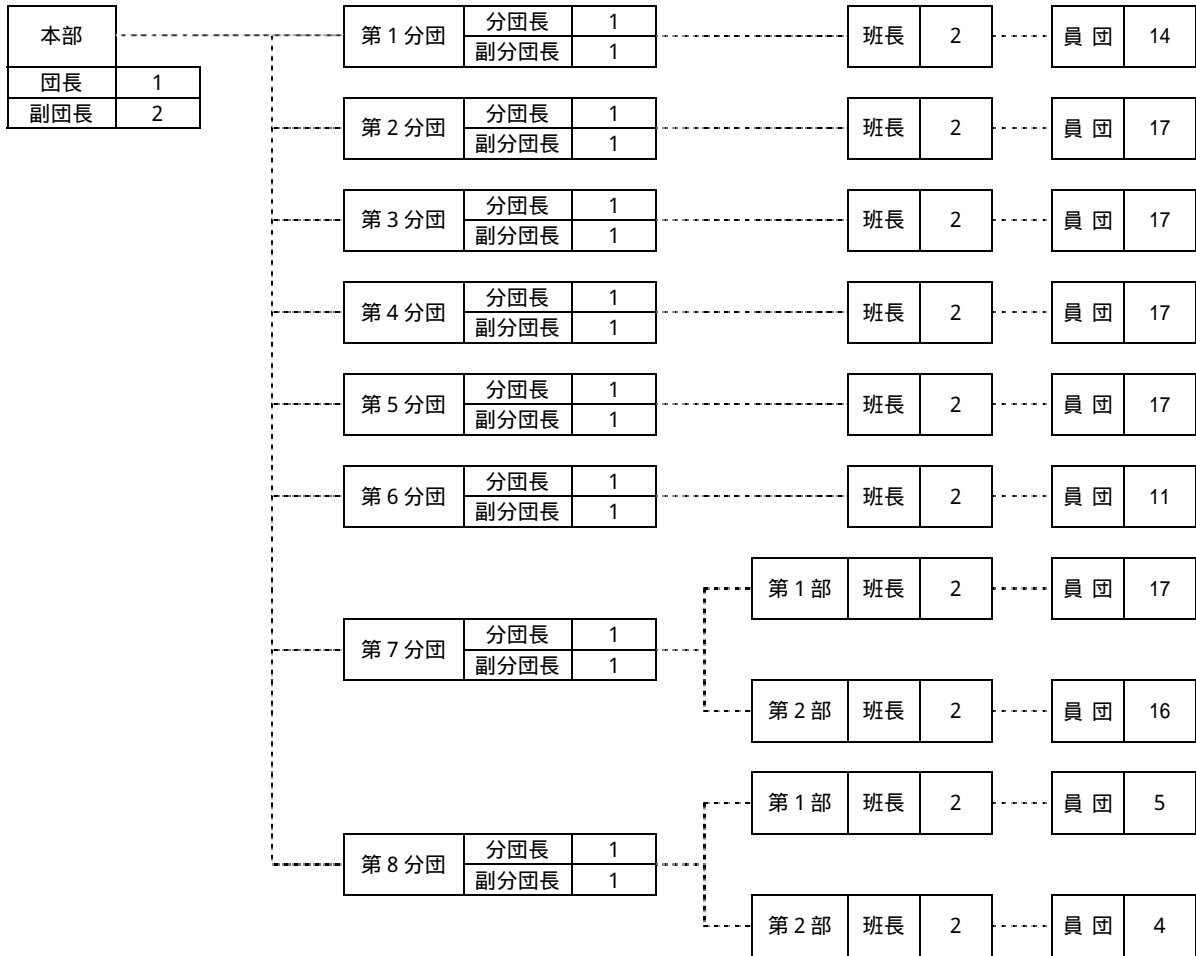 本部
団長 1
副団長 2
第1分団 分団長 1 副分団長 1 班長 2 員団 14
第2分団 分団長 1 副分団長 1 班長 2 員団 17
第3分団 分団長 1 副分団長 1 班長 2 員団 17
第4分団 分団長 1 副分団長 1 班長 2 員団 17
第5分団 分団長 1 副分団長 1 班長 2 員団 17
第6分団 分団長 1 副分団長 1 班長 2 員団 11
第7分団 分団長 1 副分団長 1
第1部 班長 2 員団 17
第2部 班長 2 員団 16
第8分団 分団長 1 副分団長 1
第1部 班長 2 員団 5
第2部 班長 2 員団 4